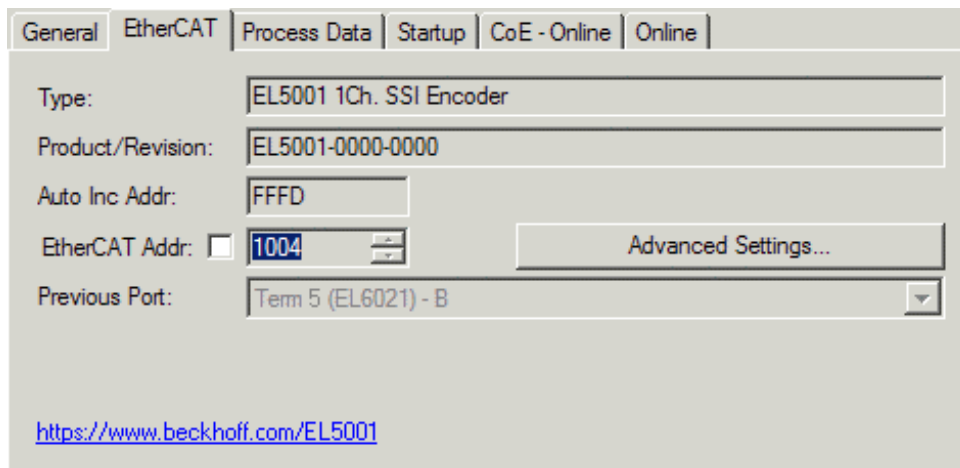 General EtherCAT Process Data Startup CoE - Online Online
Type: EL5001 1Ch. SSI Encoder
Product/Revision: EL5001-0000-0000
Auto Inc Addr: FFFD
EtherCAT Addr: 1004 Advanced Settings...
Previous Port: Term 5 (EL6021) - B
https://www.beckhoff.com/EL5001